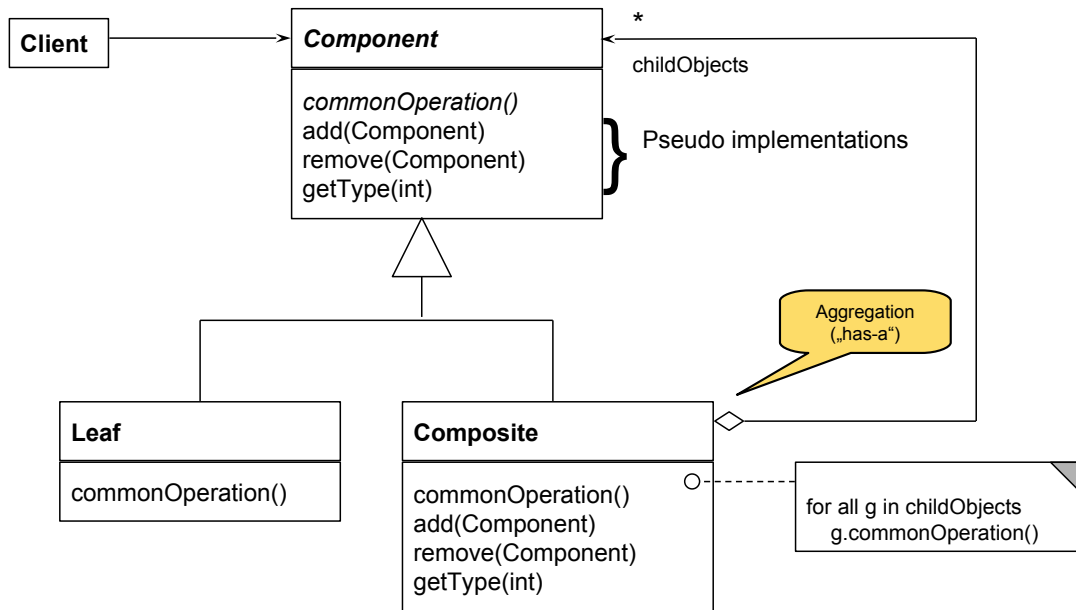 Client
Component
*
childObjects
commonOperation()
add(Component)
remove(Component)
getType(int)
Pseudo implementations
Aggregation
(„has-a“)
Leaf
commonOperation()
Composite
commonOperation()
add(Component)
remove(Component)
getType(int)
for all g in childObjects
g.commonOperation()